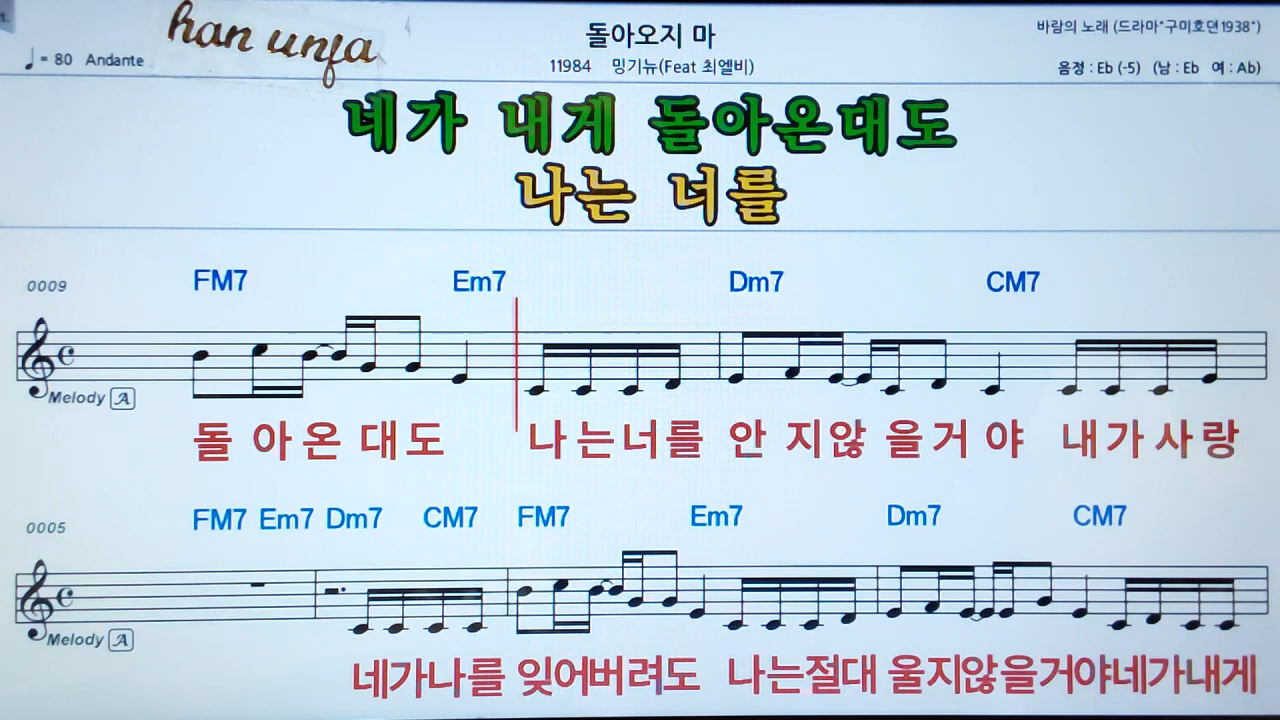 han unfa
돌아오지 마
바람의 노래 (드라마"구미호뎐1938")
♩= 80 Andante
11984 밍기뉴(Feat 최엘비)
음정 : Eb (-5) (남 : Eb 여 : Ab)
네가 내게 돌아온대도
나는 너를
0009 FM7 Em7 Dm7 CM7
Melody A
돌 아 온 대 도 나 는 너 를 안 지 않 을 거 야 내 가 사 랑
0005 FM7 Em7 Dm7 CM7 FM7 Em7 Dm7 CM7
Melody A
네가나를 잊어버려도 나는절대 울지않을거야네가내게